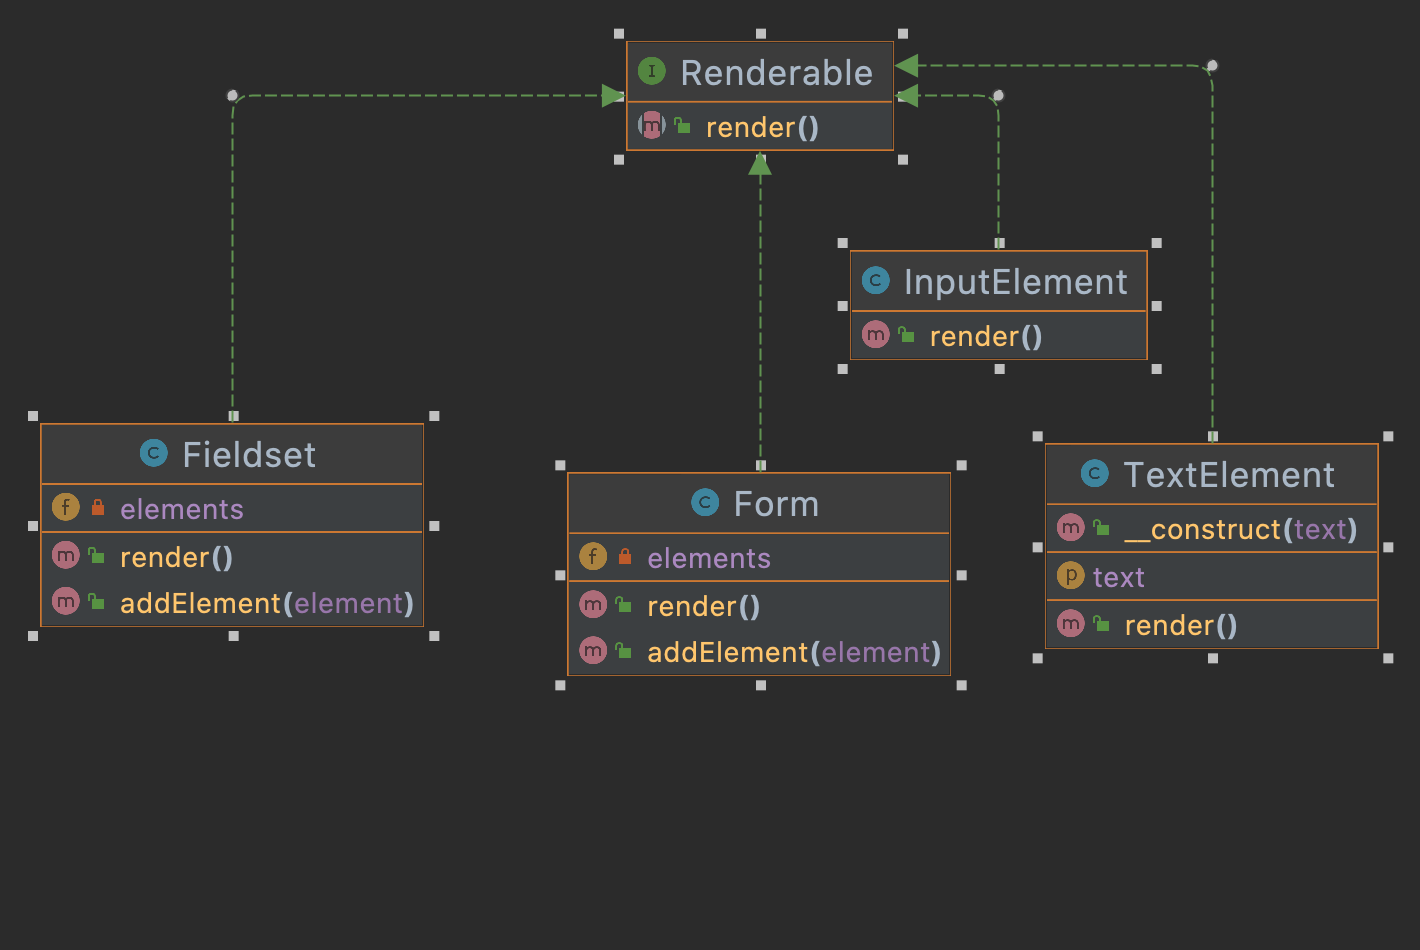 I Renderable
m render()
C InputElement
m render()
C Fieldset
f elements
m render()
m addElement(element)
C Form
f elements
m render()
m addElement(element)
C TextElement
m __construct(text)
p text
m render()